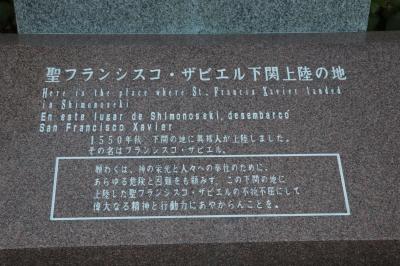 聖フランシスコ・ザビエル下関上陸の地
Here is the place where St. Francis Xavier landed
in Shimonoseki
En este lugar de Shimonoseki, desembarcó
San Francisco Xavier
1550年秋、下関の地に異邦人が上陸しました。
その名はフランシスコ・ザビエル。
願わくは、神の栄光と人々への奉仕のために、
あらゆる危険と困難をも顧みず、この下関の地に
上陸した聖フランシスコ・ザビエルの不撓不屈にして
偉大なる精神と行動力にあやからんことを。